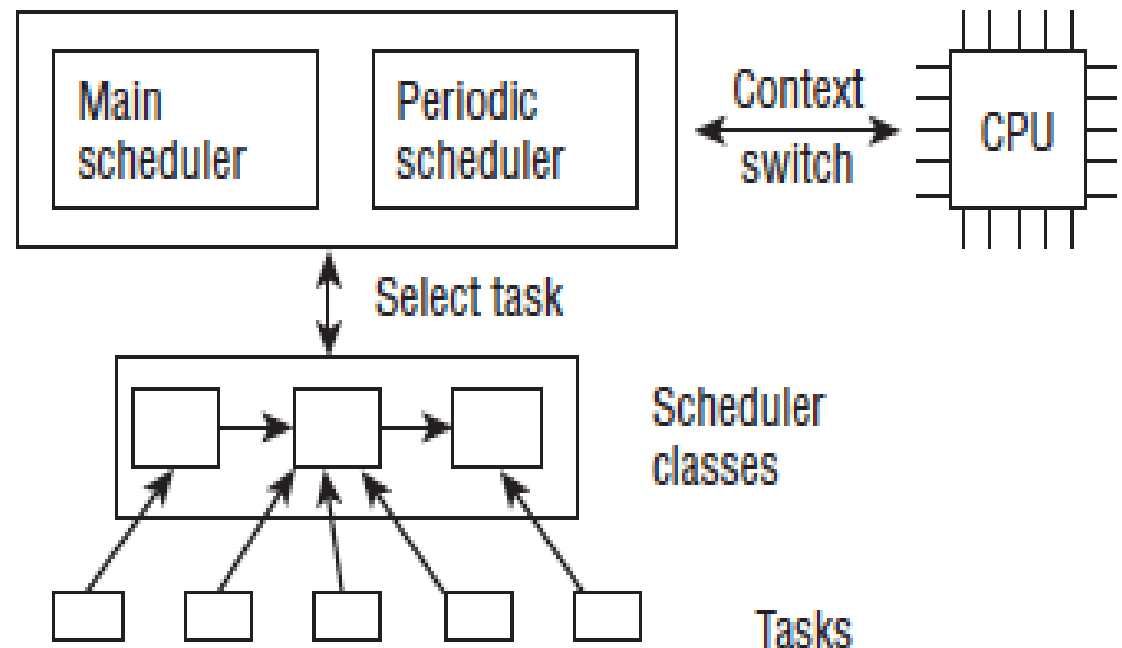 Main
scheduler
Periodic
scheduler
Context
switch
CPU
Select task
Scheduler
classes
Tasks